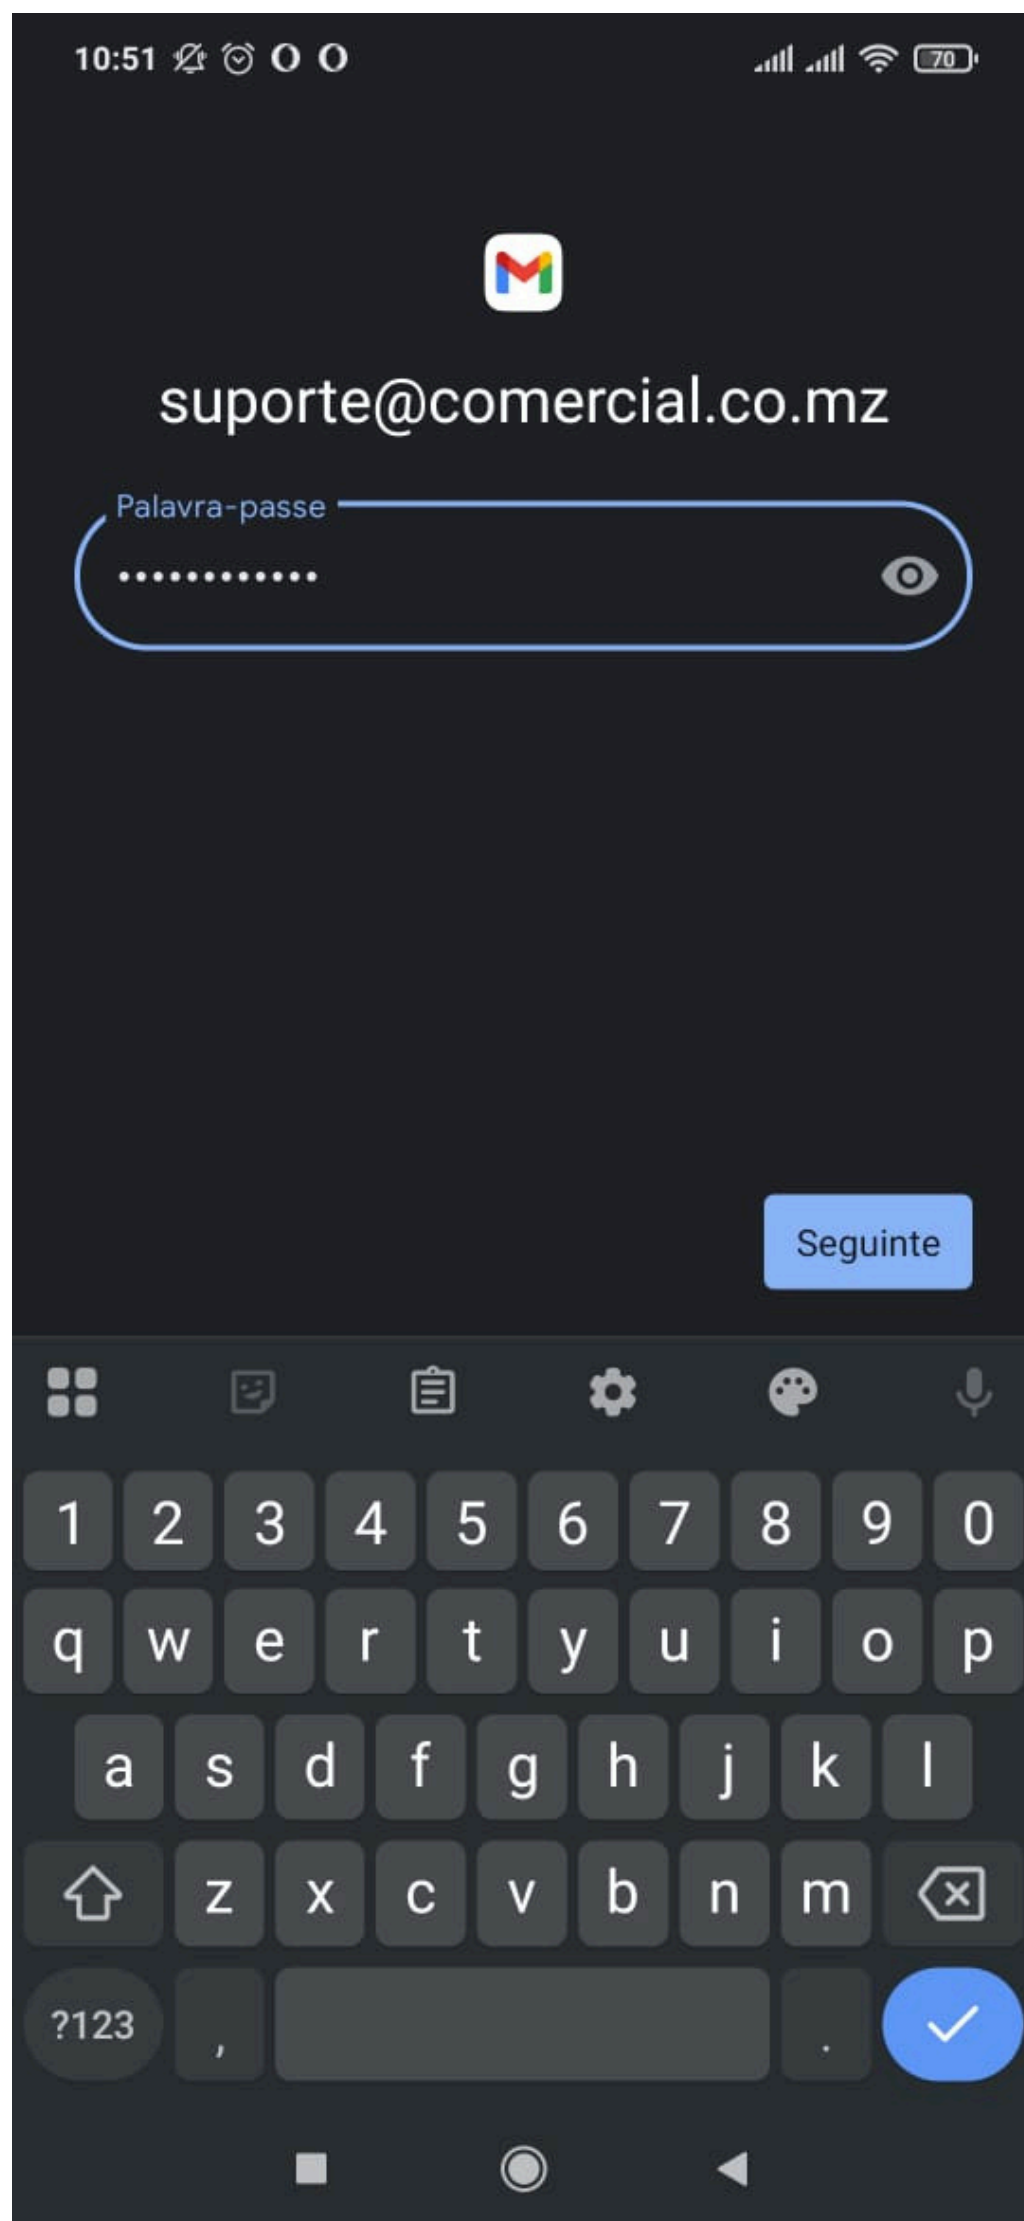 10:51
70
suporte@comercial.co.mz
Palavra-passe
••••••••••••
Seguinte
1 2 3 4 5 6 7 8 9 0
q w e r t y u i o p
a s d f g h j k l
z x c v b n m
?123 , .